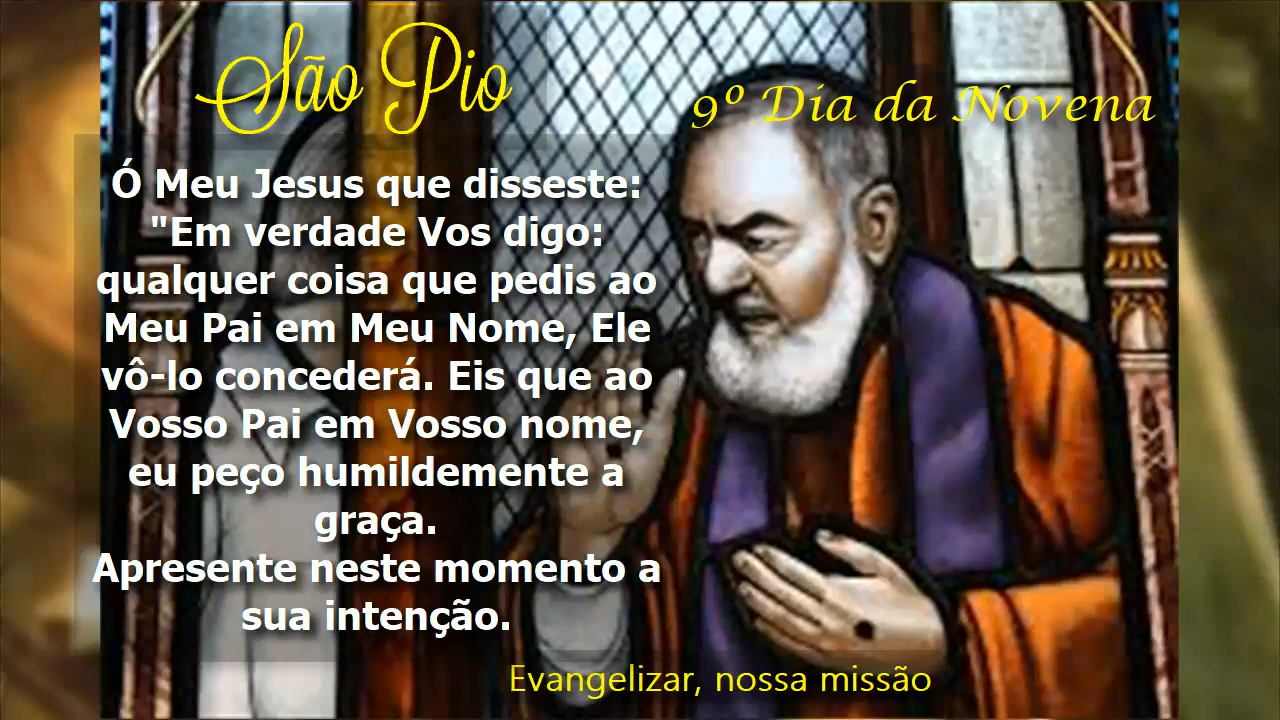 São Pio
9º Dia da Novena
Ó Meu Jesus que disseste:
"Em verdade Vos digo:
qualquer coisa que pedis ao
Meu Pai em Meu Nome, Ele
vô-lo concederá. Eis que ao
Vosso Pai em Vosso nome,
eu peço humildemente a
graça.
Apresente neste momento a
sua intenção.
Evangelizar, nossa missão